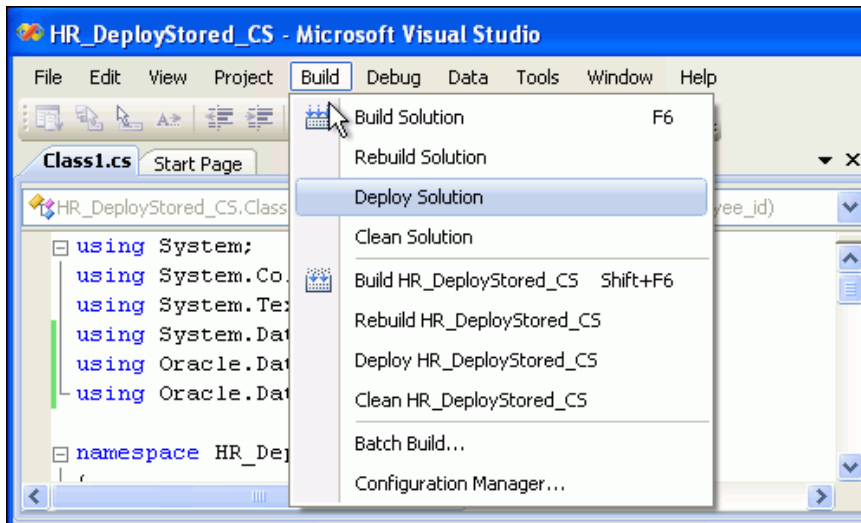 HR_DeployStored_CS - Microsoft Visual Studio
File Edit View Project Build Debug Data Tools Window Help
Build Solution F6
Rebuild Solution
Deploy Solution
Clean Solution
Build HR_DeployStored_CS Shift+F6
Rebuild HR_DeployStored_CS
Deploy HR_DeployStored_CS
Clean HR_DeployStored_CS
Batch Build...
Configuration Manager...
Class1.cs Start Page
HR_DeployStored_CS.Class yee_id)
using System;
using System.Co
using System.Te
using System.Dat
using Oracle.Dat
using Oracle.Dat
namespace HR_Dep
{